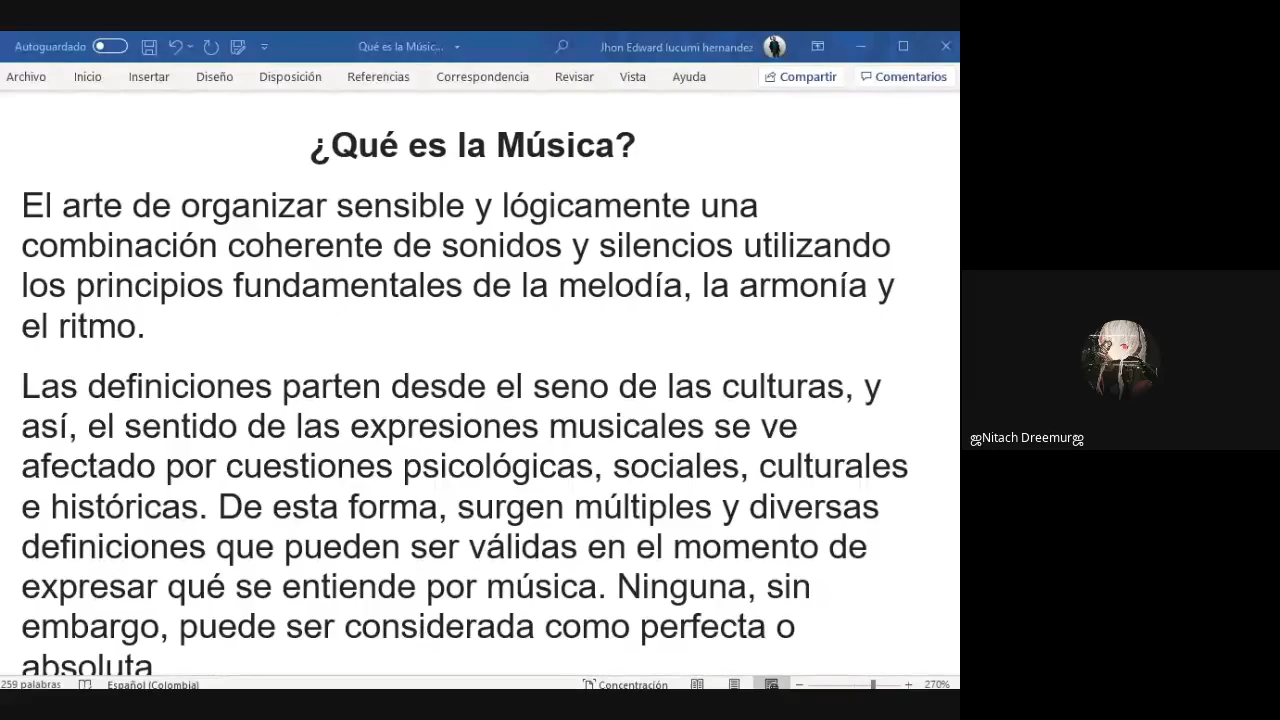 Autoguardado
Qué es la Músic...
Jhon Edward lucumi hernandez
Archivo Inicio Insertar Diseño Disposición Referencias Correspondencia Revisar Vista Ayuda Compartir Comentarios
¿Qué es la Música?
El arte de organizar sensible y lógicamente una
combinación coherente de sonidos y silencios utilizando
los principios fundamentales de la melodía, la armonía y
el ritmo.
Las definiciones parten desde el seno de las culturas, y
así, el sentido de las expresiones musicales se ve
afectado por cuestiones psicológicas, sociales, culturales
e históricas. De esta forma, surgen múltiples y diversas
definiciones que pueden ser válidas en el momento de
expresar qué se entiende por música. Ninguna, sin
embargo, puede ser considerada como perfecta o
absoluta
259 palabras Español (Colombia) Concentración 270%
ஜNitach Dreemurஜ